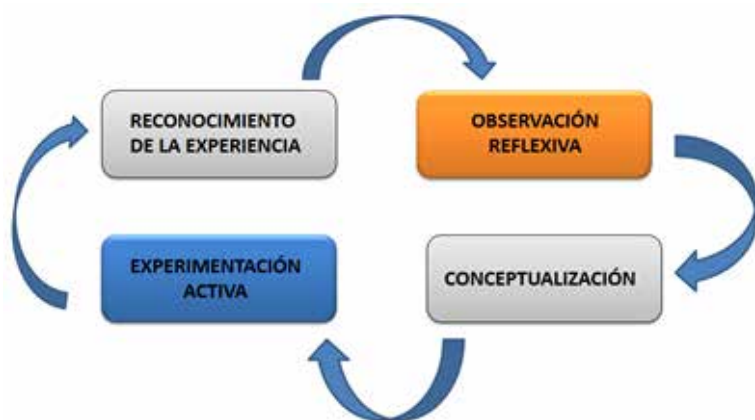 RECONOCIMIENTO
DE LA EXPERIENCIA
OBSERVACIÓN
REFLEXIVA
CONCEPTUALIZACIÓN
EXPERIMENTACIÓN
ACTIVA